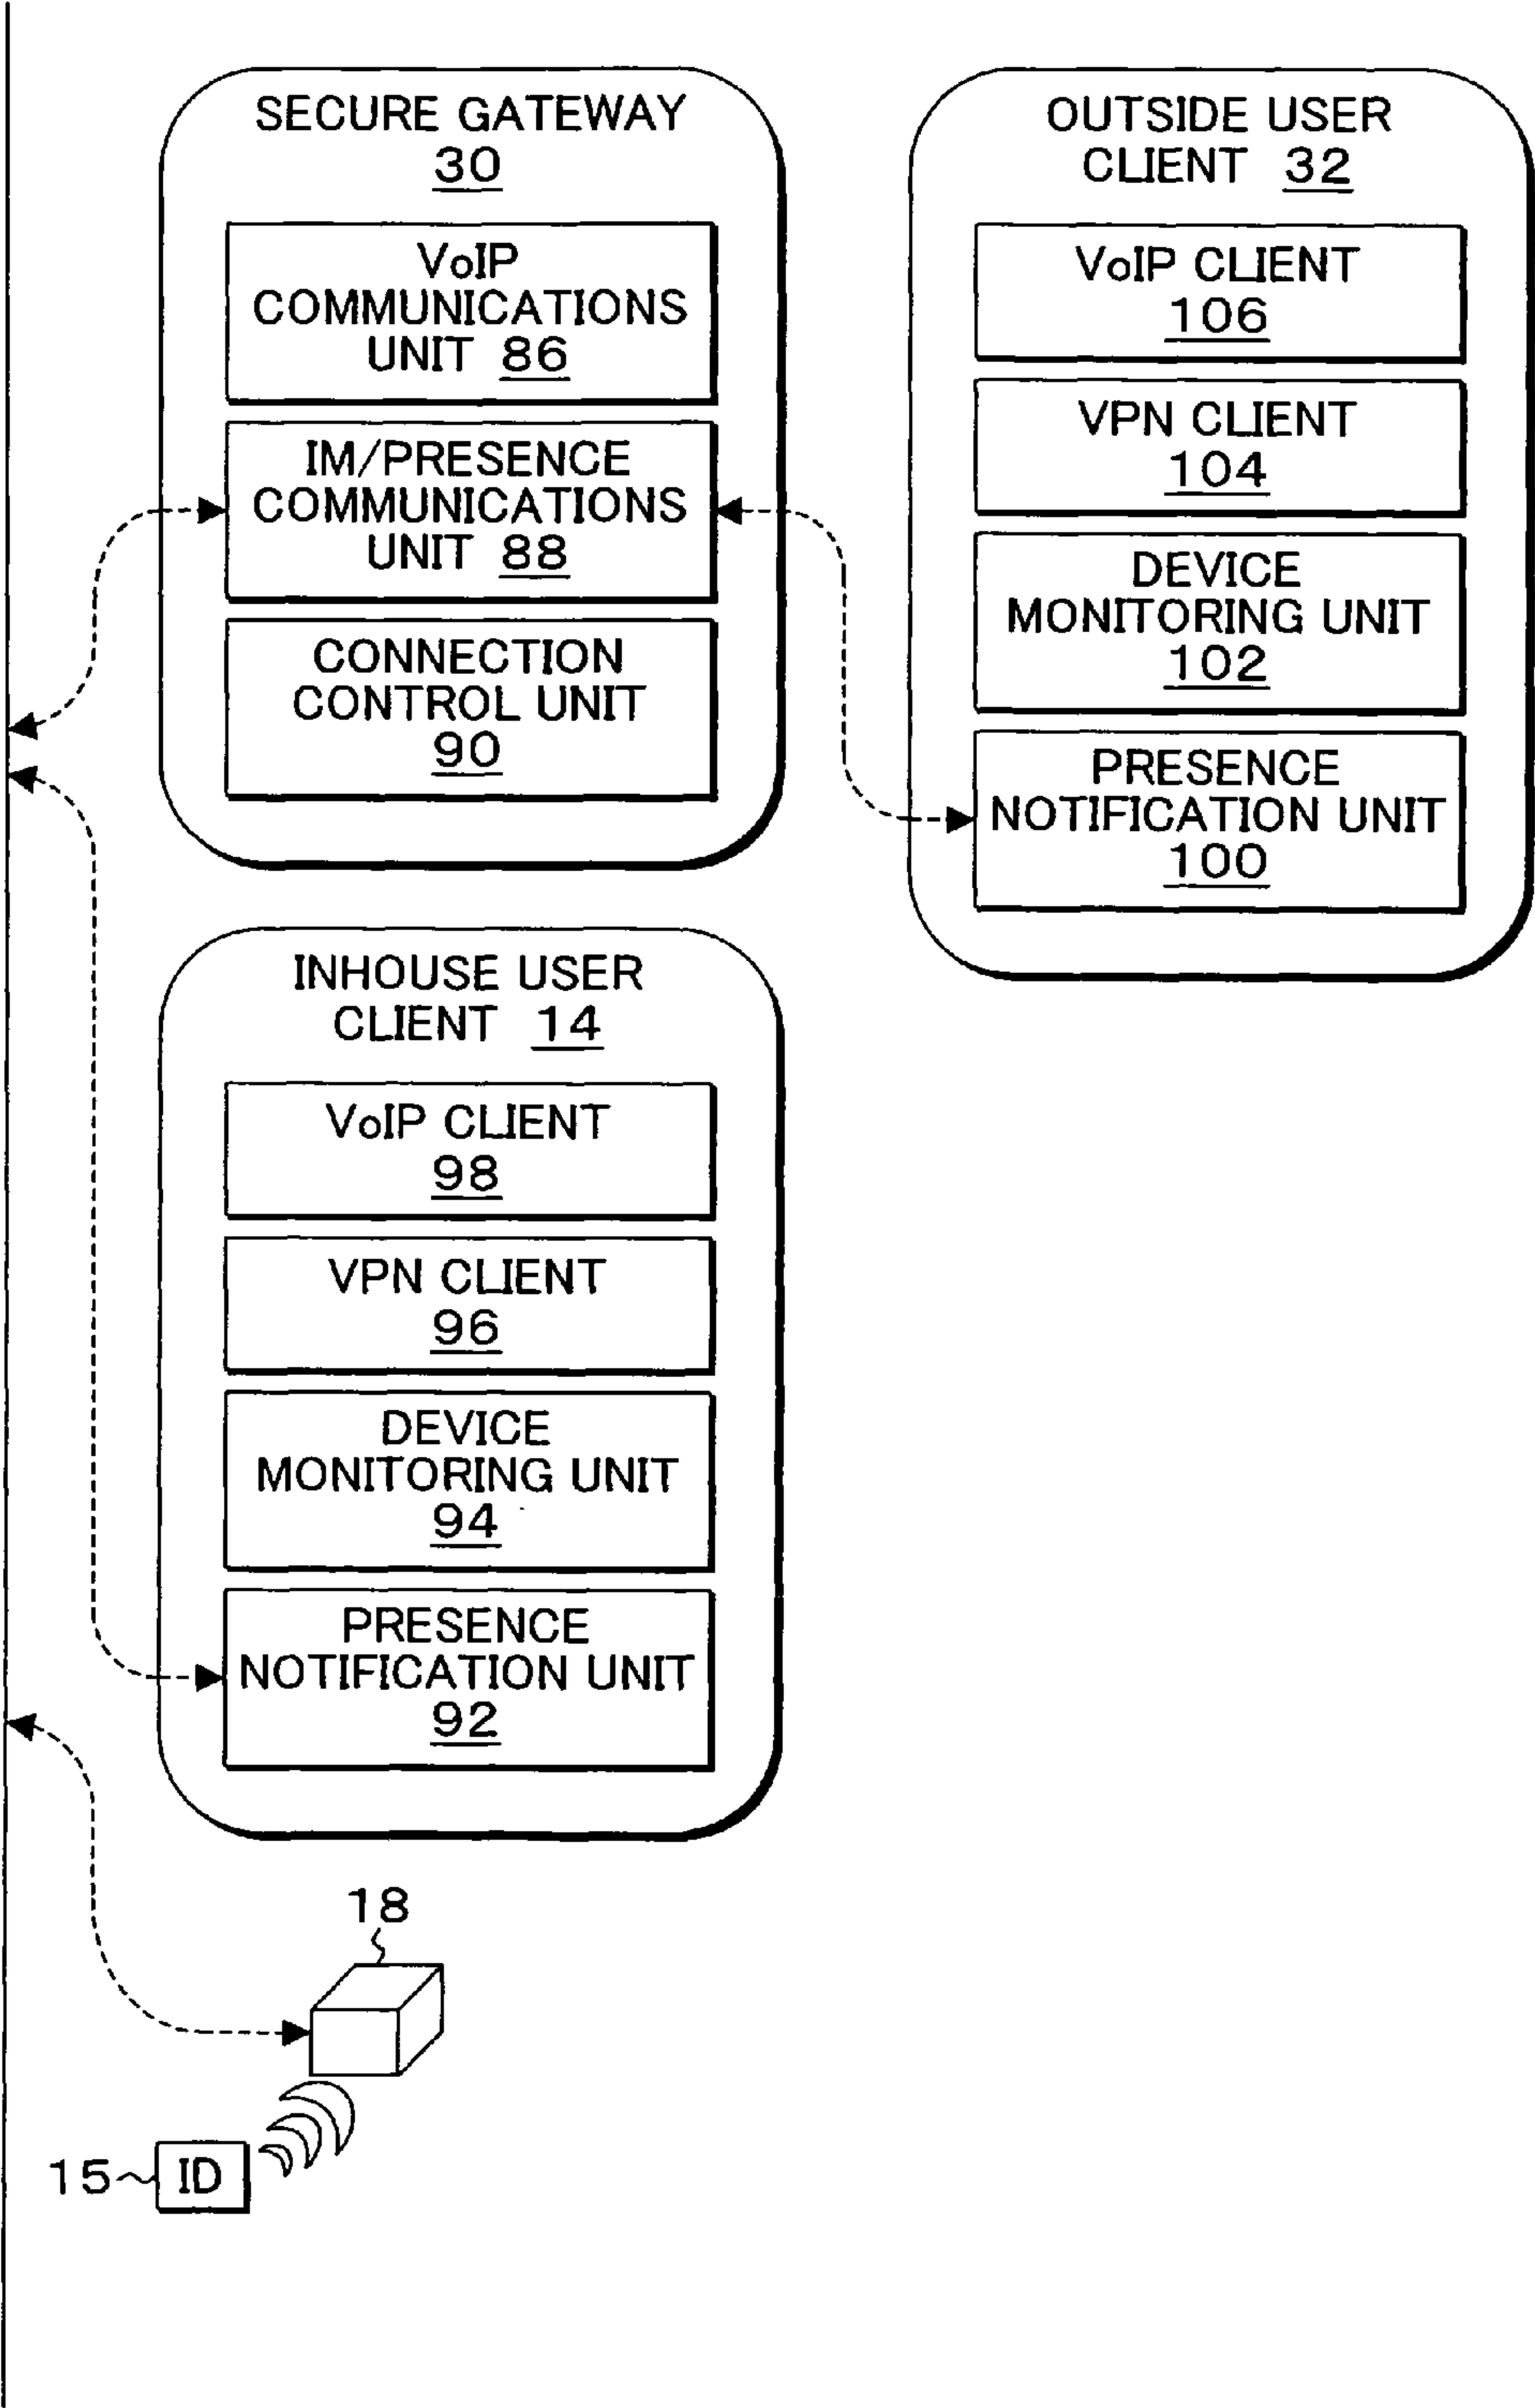 SECURE GATEWAY
30
VoIP
COMMUNICATIONS
UNIT 86
IM/PRESENCE
COMMUNICATIONS
UNIT 88
CONNECTION
CONTROL UNIT
90
OUTSIDE USER
CLIENT 32
VoIP CLIENT
106
VPN CLIENT
104
DEVICE
MONITORING UNIT
102
PRESENCE
NOTIFICATION UNIT
100
INHOUSE USER
CLIENT 14
VoIP CLIENT
98
VPN CLIENT
96
DEVICE
MONITORING UNIT
94
PRESENCE
NOTIFICATION UNIT
92
18
15
ID